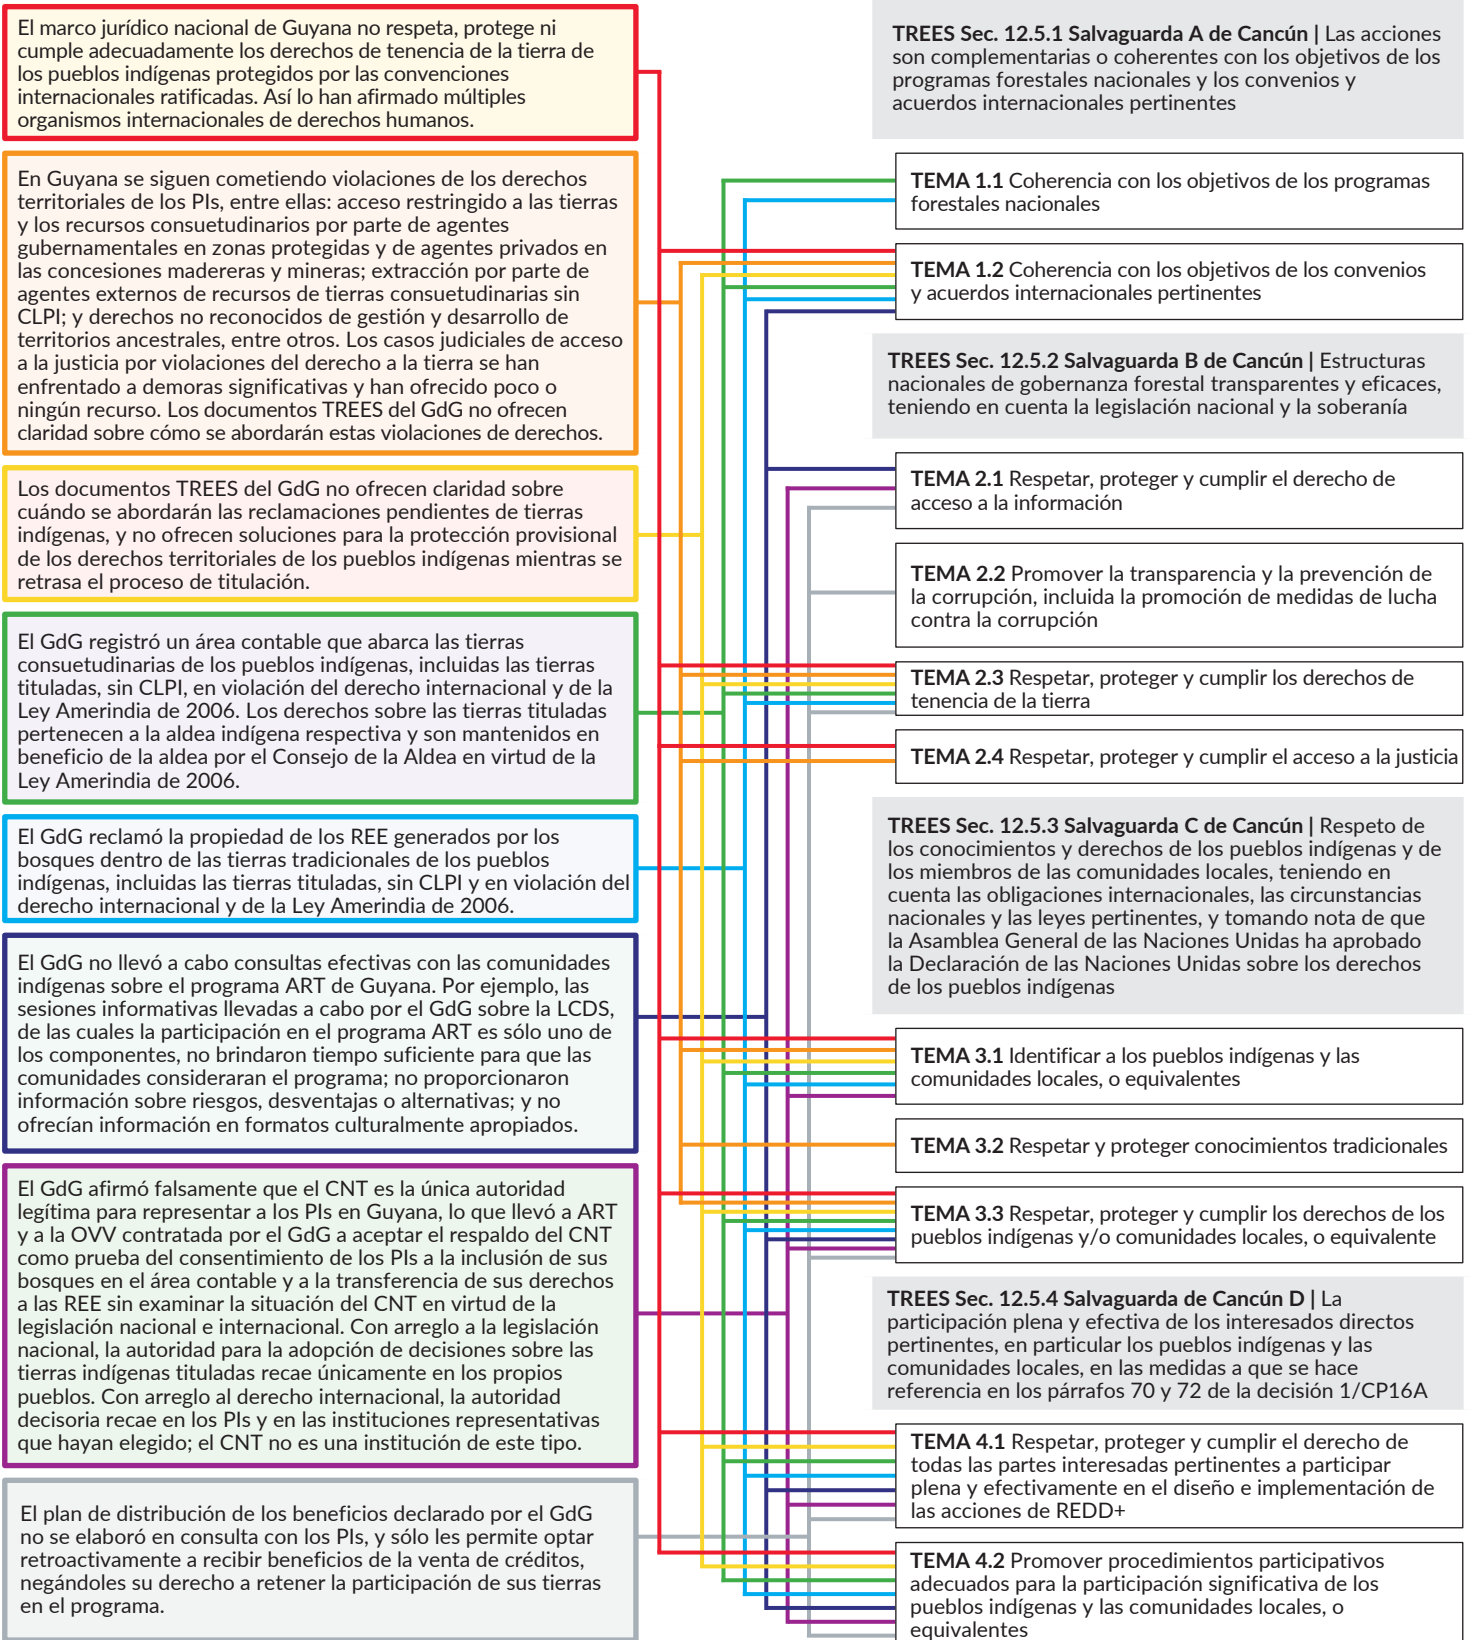 El marco jurídico nacional de Guyana no respeta, protege ni
cumple adecuadamente los derechos de tenencia de la tierra de
los pueblos indígenas protegidos por las convenciones
internacionales ratificadas. Así lo han afirmado múltiples
organismos internacionales de derechos humanos.
En Guyana se siguen cometiendo violaciones de los derechos
territoriales de los PIs, entre ellas: acceso restringido a las tierras
y los recursos consuetudinarios por parte de agentes
gubernamentales en zonas protegidas y de agentes privados en
las concesiones madereras y mineras; extracción por parte de
agentes externos de recursos de tierras consuetudinarias sin
CLPI; y derechos no reconocidos de gestión y desarrollo de
territorios ancestrales, entre otros. Los casos judiciales de acceso
a la justicia por violaciones del derecho a la tierra se han
enfrentado a demoras significativas y han ofrecido poco o
ningún recurso. Los documentos TREES del GdG no ofrecen
claridad sobre cómo se abordarán estas violaciones de derechos.
Los documentos TREES del GdG no ofrecen claridad sobre
cuándo se abordarán las reclamaciones pendientes de tierras
indígenas, y no ofrecen soluciones para la protección provisional
de los derechos territoriales de los pueblos indígenas mientras se
retrasa el proceso de titulación.
El GdG registró un área contable que abarca las tierras
consuetudinarias de los pueblos indígenas, incluidas las tierras
tituladas, sin CLPI, en violación del derecho internacional y de la
Ley Amerindia de 2006. Los derechos sobre las tierras tituladas
pertenecen a la aldea indígena respectiva y son mantenidos en
beneficio de la aldea por el Consejo de la Aldea en virtud de la
Ley Amerindia de 2006.
El GdG reclamó la propiedad de los REE generados por los
bosques dentro de las tierras tradicionales de los pueblos
indígenas, incluidas las tierras tituladas, sin CLPI y en violación del
derecho internacional y de la Ley Amerindia de 2006.
El GdG no llevó a cabo consultas efectivas con las comunidades
indígenas sobre el programa ART de Guyana. Por ejemplo, las
sesiones informativas llevadas a cabo por el GdG sobre la LCDS,
de las cuales la participación en el programa ART es sólo uno de
los componentes, no brindaron tiempo suficiente para que las
comunidades consideraran el programa; no proporcionaron
información sobre riesgos, desventajas o alternativas; y no
ofrecían información en formatos culturalmente apropiados.
El GdG afirmó falsamente que el CNT es la única autoridad
legítima para representar a los PIs en Guyana, lo que llevó a ART
y a la OVV contratada por el GdG a aceptar el respaldo del CNT
como prueba del consentimiento de los PIs a la inclusión de sus
bosques en el área contable y a la transferencia de sus derechos
a las REE sin examinar la situación del CNT en virtud de la
legislación nacional e internacional. Con arreglo a la legislación
nacional, la autoridad para la adopción de decisiones sobre las
tierras indígenas tituladas recae únicamente en los propios
pueblos. Con arreglo al derecho internacional, la autoridad
decisoria recae en los PIs y en las instituciones representativas
que hayan elegido; el CNT no es una institución de este tipo.
El plan de distribución de los beneficios declarado por el GdG
no se elaboró en consulta con los PIs, y sólo les permite optar
retroactivamente a recibir beneficios de la venta de créditos,
negándoles su derecho a retener la participación de sus tierras
en el programa.
TREES Sec. 12.5.1 Salvaguarda A de Cancún | Las acciones
son complementarias o coherentes con los objetivos de los
programas forestales nacionales y los convenios y
acuerdos internacionales pertinentes
TEMA 1.1 Coherencia con los objetivos de los programas
forestales nacionales
TEMA 1.2 Coherencia con los objetivos de los convenios
y acuerdos internacionales pertinentes
TREES Sec. 12.5.2 Salvaguarda B de Cancún | Estructuras
nacionales de gobernanza forestal transparentes y eficaces,
teniendo en cuenta la legislación nacional y la soberanía
TEMA 2.1 Respetar, proteger y cumplir el derecho de
acceso a la información
TEMA 2.2 Promover la transparencia y la prevención de
la corrupción, incluida la promoción de medidas de lucha
contra la corrupción
TEMA 2.3 Respetar, proteger y cumplir los derechos de
tenencia de la tierra
TEMA 2.4 Respetar, proteger y cumplir el acceso a la justicia
TREES Sec. 12.5.3 Salvaguarda C de Cancún | Respeto de
los conocimientos y derechos de los pueblos indígenas y de
los miembros de las comunidades locales, teniendo en
cuenta las obligaciones internacionales, las circunstancias
nacionales y las leyes pertinentes, y tomando nota de que
la Asamblea General de las Naciones Unidas ha aprobado
la Declaración de las Naciones Unidas sobre los derechos
de los pueblos indígenas
TEMA 3.1 Identificar a los pueblos indígenas y las
comunidades locales, o equivalentes
TEMA 3.2 Respetar y proteger conocimientos tradicionales
TEMA 3.3 Respetar, proteger y cumplir los derechos de los
pueblos indígenas y/o comunidades locales, o equivalente
TREES Sec. 12.5.4 Salvaguarda de Cancún D | La
participación plena y efectiva de los interesados directos
pertinentes, en particular los pueblos indígenas y las
comunidades locales, en las medidas a que se hace
referencia en los párrafos 70 y 72 de la decisión 1/CP16A
TEMA 4.1 Respetar, proteger y cumplir el derecho de
todas las partes interesadas pertinentes a participar
plena y efectivamente en el diseño e implementación de
las acciones de REDD+
TEMA 4.2 Promover procedimientos participativos
adecuados para la participación significativa de los
pueblos indígenas y las comunidades locales, o
equivalentes